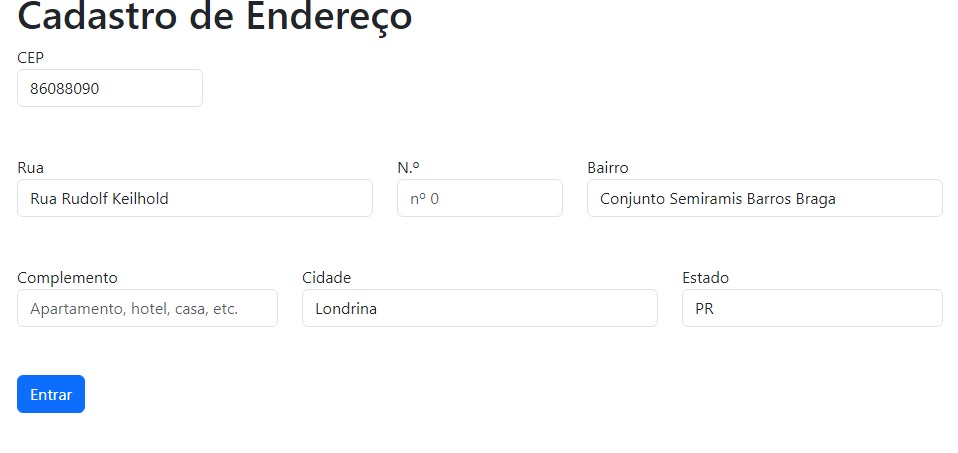 Cadastro de Endereço
CEP
86088090
Rua N.º Bairro
Rua Rudolf Keilhold nº 0 Conjunto Semiramis Barros Braga
Complemento Cidade Estado
Apartamento, hotel, casa, etc. Londrina PR
Entrar